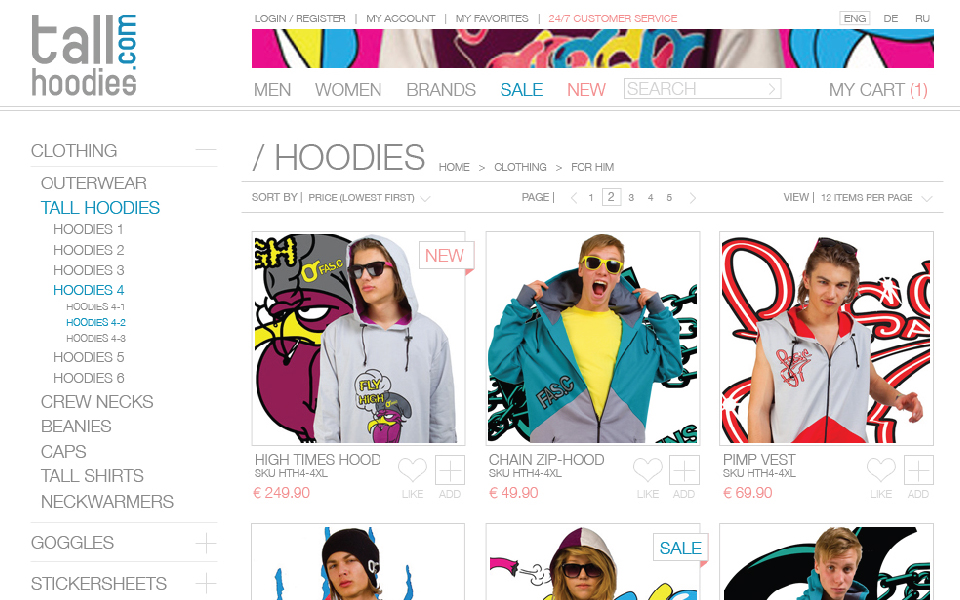 tall.com
hoodies
LOGIN / REGISTER | MY ACCOUNT | MY FAVORITES | 24/7 CUSTOMER SERVICE
ENG DE RU
MEN WOMEN BRANDS SALE NEW SEARCH MY CART (1)
CLOTHING
OUTERWEAR
TALL HOODIES
HOODIES 1
HOODIES 2
HOODIES 3
HOODIES 4
HOODIES 4-1
HOODIES 4-2
HOODIES 4-3
HOODIES 5
HOODIES 6
CREW NECKS
BEANIES
CAPS
TALL SHIRTS
NECKWARMERS
GOGGLES
STICKERSHEETS
/ HOODIES HOME > CLOTHING > FOR HIM
SORT BY | PRICE (LOWEST FIRST) PAGE | 1 2 3 4 5 VIEW | 12 ITEMS PER PAGE
NEW
FAS.C
FLY
HIGH
HIGH TIMES HOOD
SKU HTH4-4XL
€ 249.90
LIKE ADD
FAS.C
CHAIN ZIP-HOOD
SKU HTH4-4XL
€ 49.90
LIKE ADD
PIMP VEST
SKU HTH4-4XL
€ 69.90
LIKE ADD
SALE